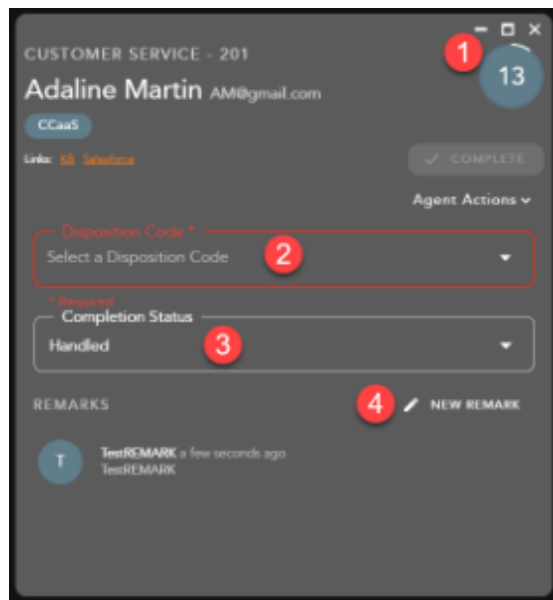 1
CUSTOMER SERVICE - 201
13
Adaline Martin AM@gmail.com
CCaaS
Links: KB Salesforce
✓ COMPLETE
Agent Actions
Disposition Code *
Select a Disposition Code
2
* Required
Completion Status
Handled
3
REMARKS
4
NEW REMARK
T
TestREMARK a few seconds ago
TestREMARK